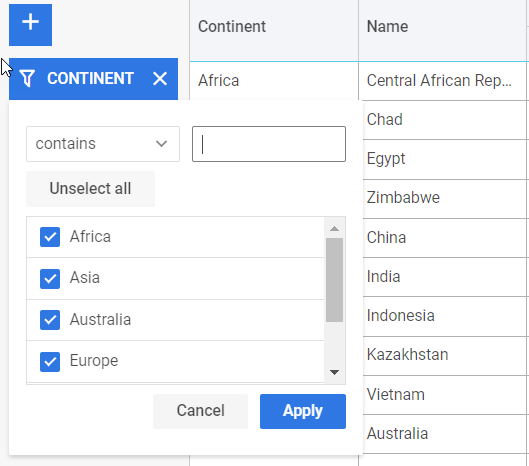 +
Continent Name
CONTINENT
Africa Central African Rep...
Chad
contains
Egypt
Unselect all
Zimbabwe
Africa
China
Asia
India
Australia
Indonesia
Europe
Kazakhstan
Vietnam
Cancel Apply
Australia